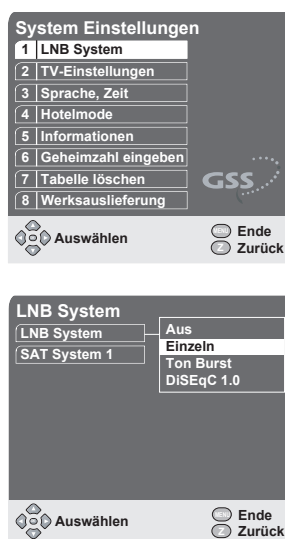 System Einstellungen
1 LNB System
2 TV-Einstellungen
3 Sprache, Zeit
4 Hotelmode
5 Informationen
6 Geheimzahl eingeben
7 Tabelle löschen
8 Werksauslieferung
GSS
Auswählen
MENU Ende
Z Zurück
LNB System
LNB System
SAT System 1
Aus
Einzeln
Ton Burst
DiSEqC 1.0
Auswählen
MENU Ende
Z Zurück